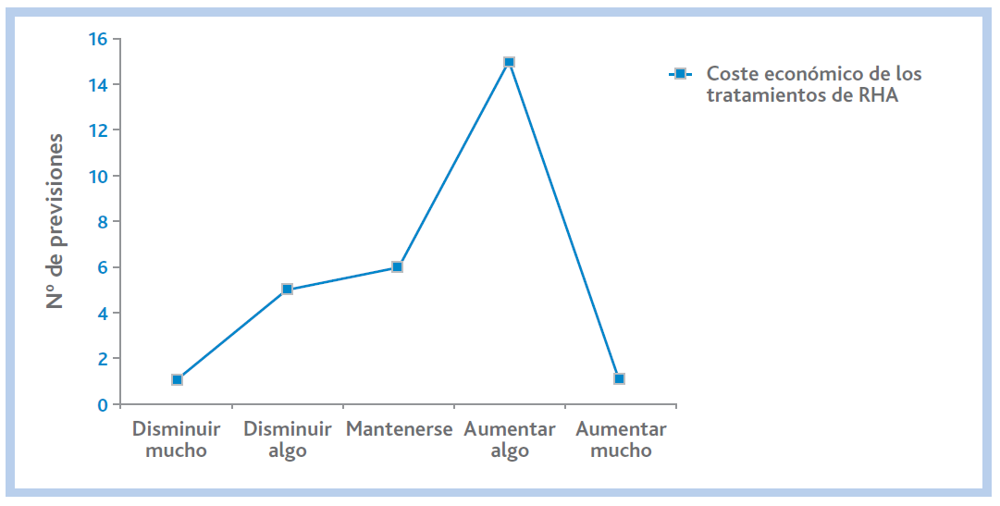 16
14
12
10
8
6
4
2
0
Nº de previsiones
Disminuir
mucho
Disminuir
algo
Mantenerse
Aumentar
algo
Aumentar
mucho
Coste económico de los
tratamientos de RHA